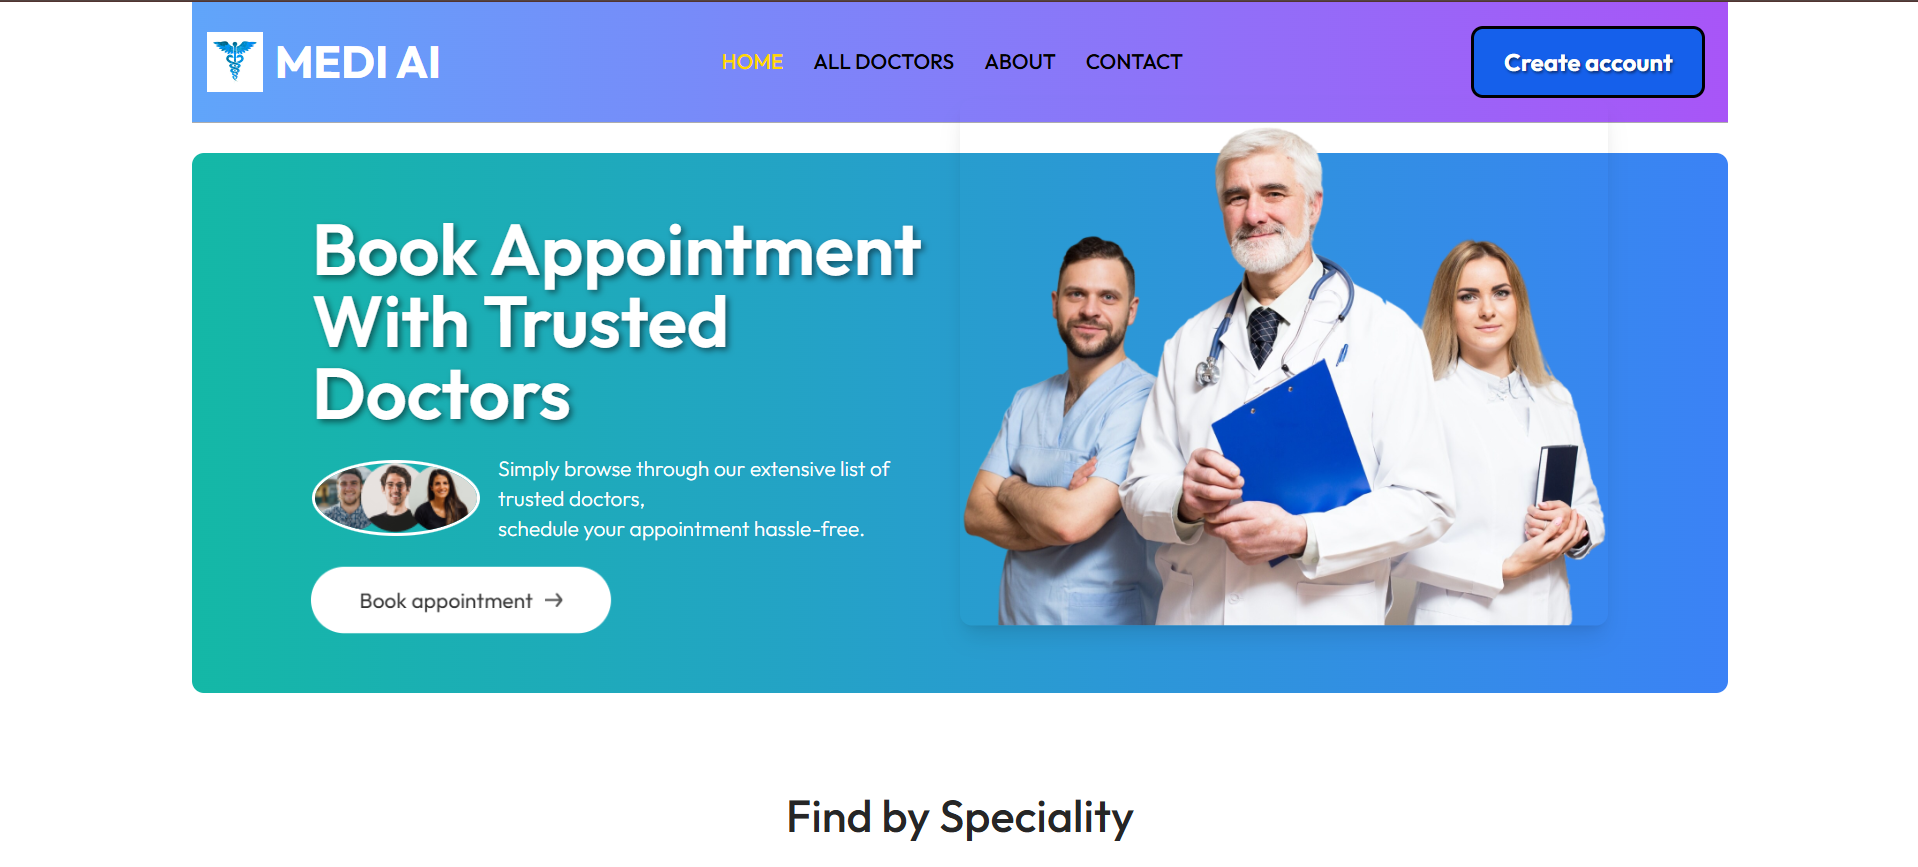 MEDI AI
HOME
ALL DOCTORS
ABOUT
CONTACT
Create account
Book Appointment
With Trusted
Doctors
Simply browse through our extensive list of
trusted doctors,
schedule your appointment hassle-free.
Book appointment →
Find by Speciality